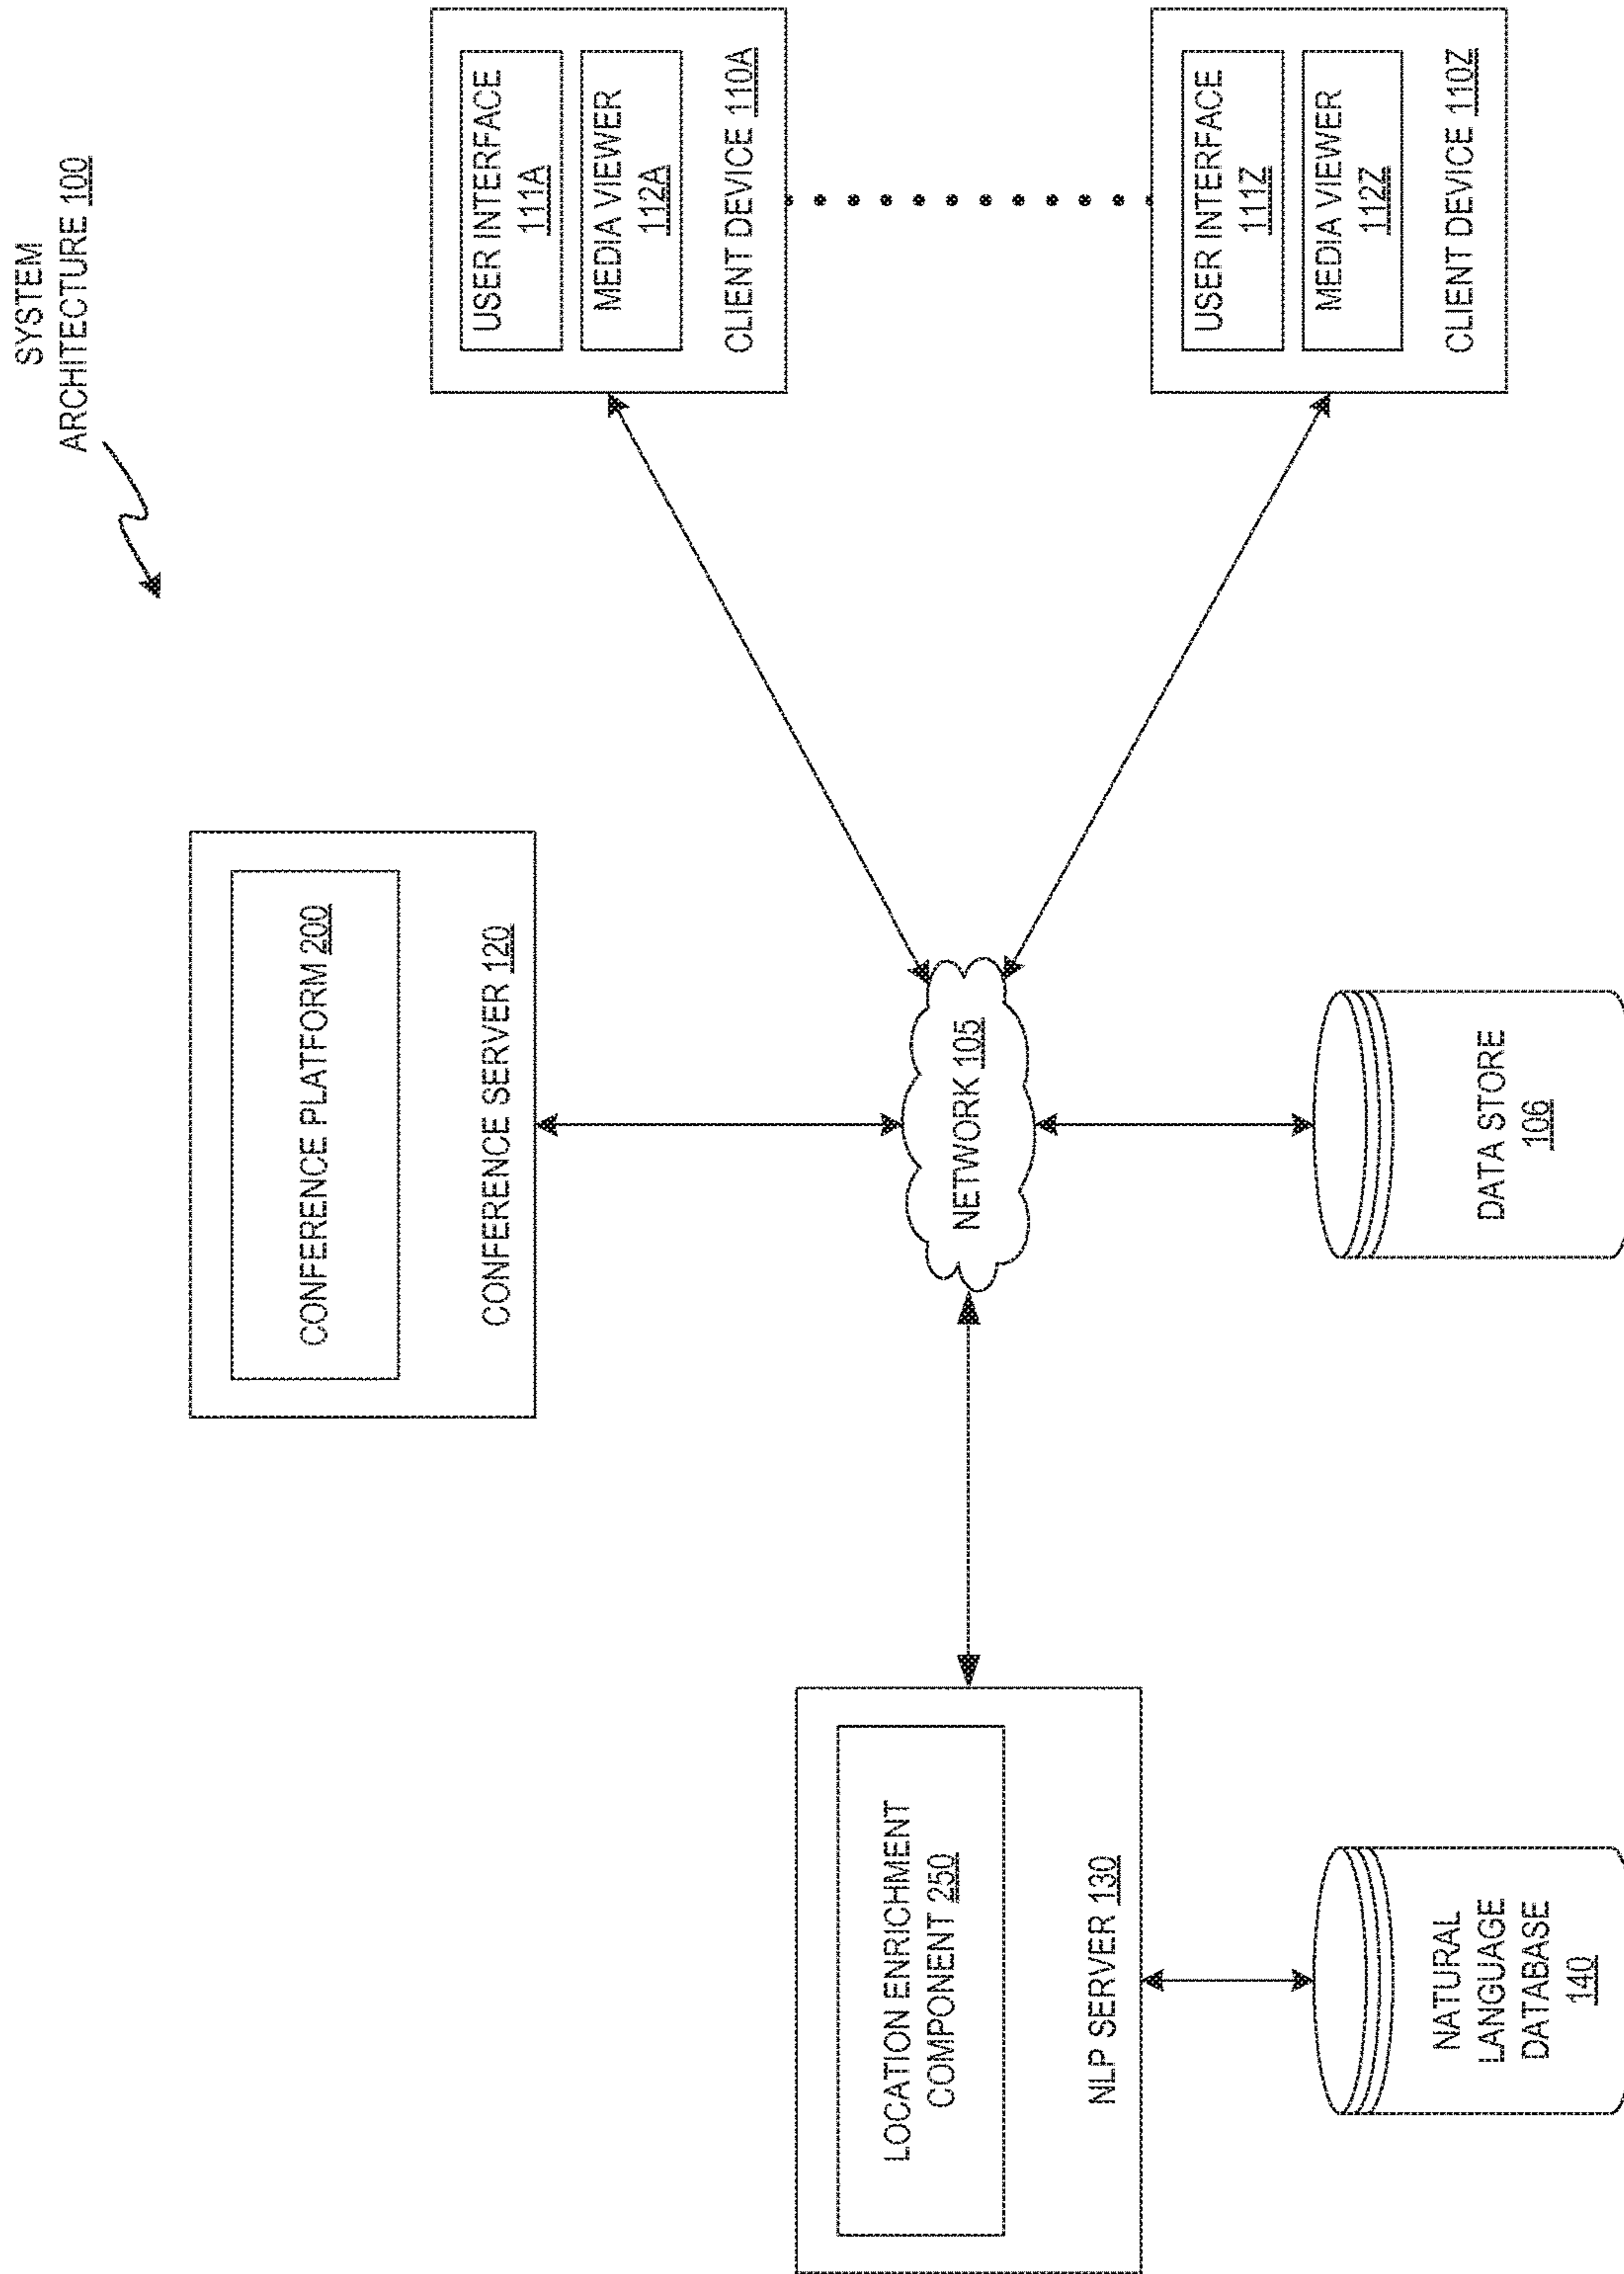 SYSTEM
ARCHITECTURE 100
CONFERENCE PLATFORM 200
CONFERENCE SERVER 120
USER INTERFACE
111A
MEDIA VIEWER
112A
CLIENT DEVICE 110A
LOCATION ENRICHMENT
COMPONENT 250
NLP SERVER 130
NETWORK 105
USER INTERFACE
111Z
MEDIA VIEWER
112Z
CLIENT DEVICE 110Z
NATURAL
LANGUAGE
DATABASE
140
DATA STORE
106